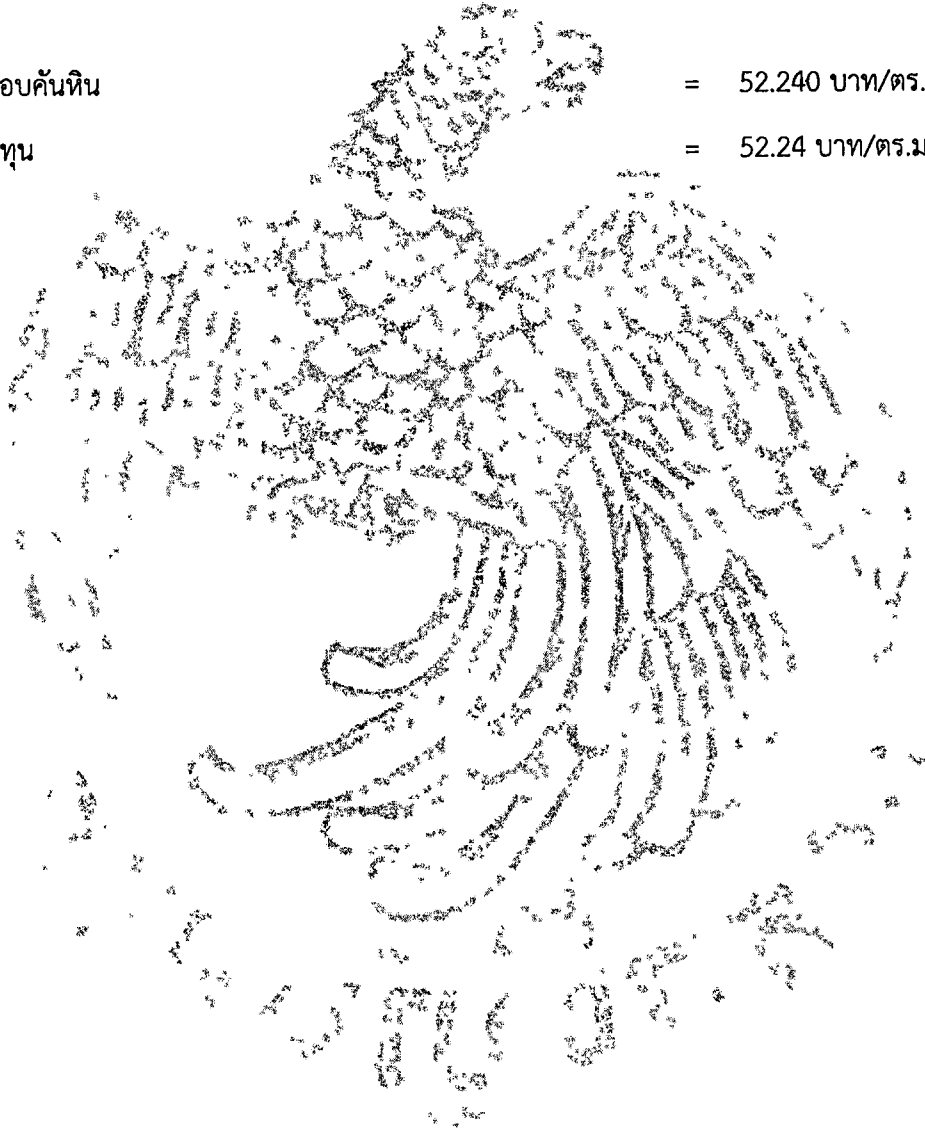 อบคันหิน = 52.240 บาท/ตร.
ทุน = 52.24 บาท/ตร.ม